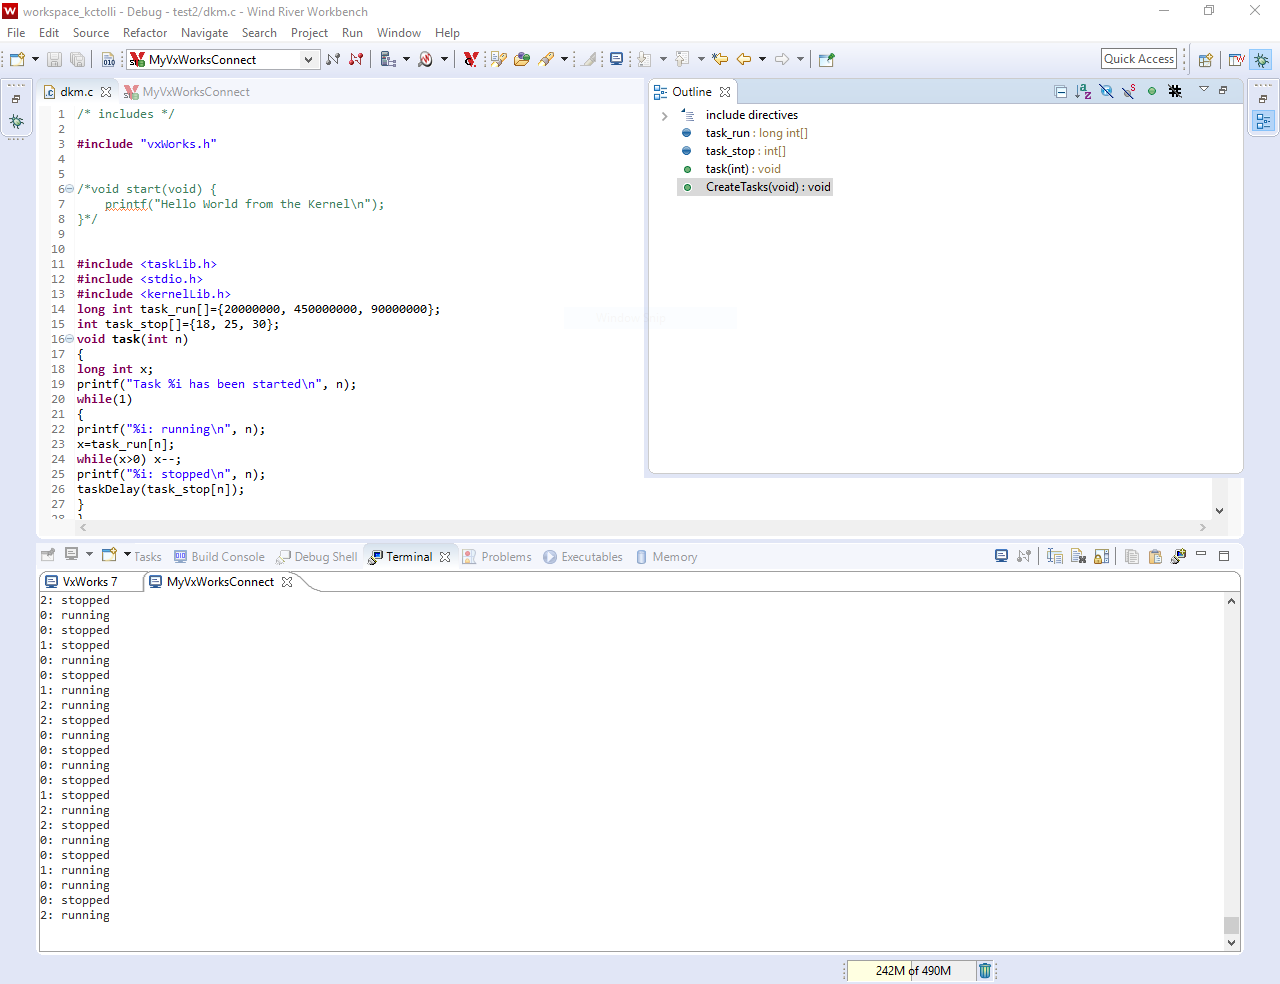 workspace_kctolli - Debug - test2/dkm.c - Wind River Workbench
File Edit Source Refactor Navigate Search Project Run Window Help
MyVxWorksConnect
Quick Access
dkm.c MyVxWorksConnect
1 /* includes */
2
3 #include "vxWorks.h"
4
5
6 /*void start(void) {
7 printf("Hello World from the Kernel\n");
8 }*/
9
10
11 #include <taskLib.h>
12 #include <stdio.h>
13 #include <kernelLib.h>
14 long int task_run[]={20000000, 450000000, 90000000};
15 int task_stop[]={18, 25, 30};
16 void task(int n)
17 {
18 long int x;
19 printf("Task %i has been started\n", n);
20 while(1)
21 {
22 printf("%i: running\n", n);
23 x=task_run[n];
24 while(x>0) x--;
25 printf("%i: stopped\n", n);
26 taskDelay(task_stop[n]);
27 }
28 }
Outline
include directives
task_run : long int[]
task_stop : int[]
task(int) : void
CreateTasks(void) : void
Tasks Build Console Debug Shell Terminal Problems Executables Memory
VxWorks 7 MyVxWorksConnect
2: stopped
0: running
0: stopped
1: stopped
0: running
0: stopped
1: running
2: running
2: stopped
0: running
0: stopped
0: running
0: stopped
1: stopped
2: running
2: stopped
0: running
0: stopped
1: running
0: running
0: stopped
2: running
242M of 490M